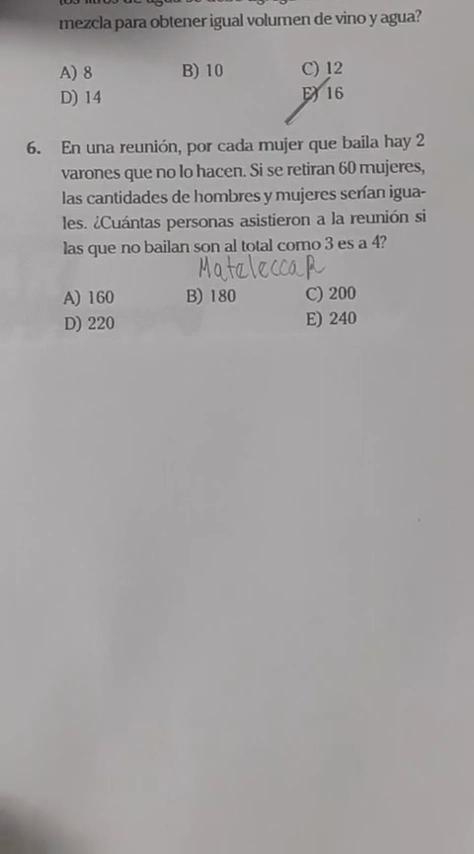 mezcla para obtener igual volumen de vino y agua?
A) 8 B) 10 C) 12
D) 14 E) 16
6. En una reunión, por cada mujer que baila hay 2
varones que no lo hacen. Si se retiran 60 mujeres,
las cantidades de hombres y mujeres serían igua-
les. ¿Cuántas personas asistieron a la reunión si
las que no bailan son al total como 3 es a 4?
Mateleccar
A) 160 B) 180 C) 200
D) 220 E) 240